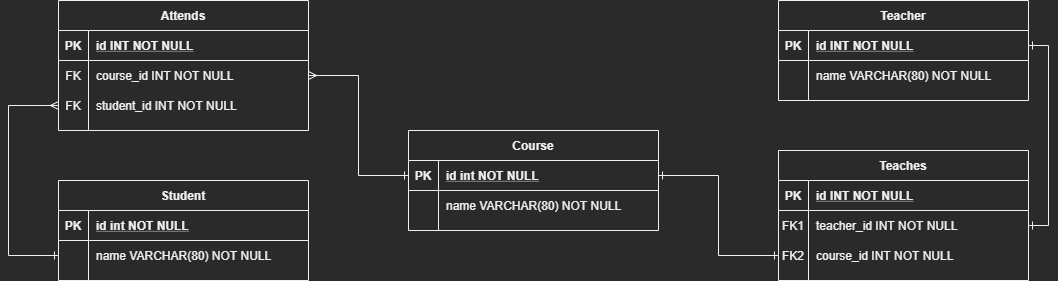 Attends
PK id INT NOT NULL
FK course_id INT NOT NULL
FK student_id INT NOT NULL
Student
PK id int NOT NULL
name VARCHAR(80) NOT NULL
Course
PK id int NOT NULL
name VARCHAR(80) NOT NULL
Teacher
PK id INT NOT NULL
name VARCHAR(80) NOT NULL
Teaches
PK id INT NOT NULL
FK1 teacher_id INT NOT NULL
FK2 course_id INT NOT NULL